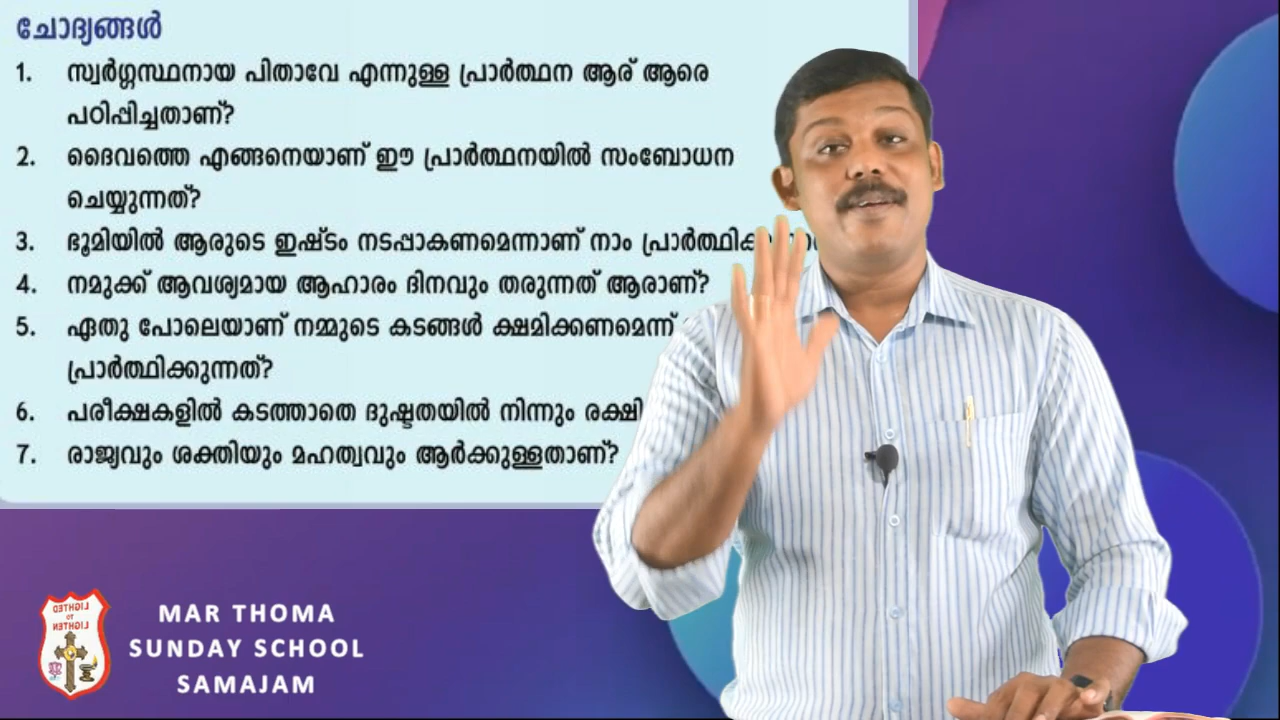 ചോദ്യങ്ങൾ
1. സ്വർഗ്ഗസ്ഥനായ പിതാവേ എന്നുള്ള പ്രാർത്ഥന ആര് ആരെ
പഠിപ്പിച്ചതാണ്?
2. ദൈവത്തെ എങ്ങനെയാണ് ഈ പ്രാർത്ഥനയിൽ സംബോധന
ചെയ്യുന്നത്?
3. ഭൂമിയിൽ ആരുടെ ഇഷ്ടം നടപ്പാകണമെന്നാണ് നാം
4. നമുക്ക് ആവശ്യമായ ആഹാരം ദിനവും തരുന്നത് ആരാണ്?
5. ഏതു പോലെയാണ് നമ്മുടെ കടങ്ങൾ ക്ഷമിക്കണമെന്ന്
പ്രാർത്ഥിക്കുന്നത്?
6. പരീക്ഷകളിൽ കടത്താതെ ദുഷ്ടതയിൽ നിന്നും
7. രാജ്യവും ശക്തിയും മഹത്വവും ആർക്കുള്ളതാണ്?
LIGHTED
TO
LIGHTEN
MAR THOMA
SUNDAY SCHOOL
SAMAJAM